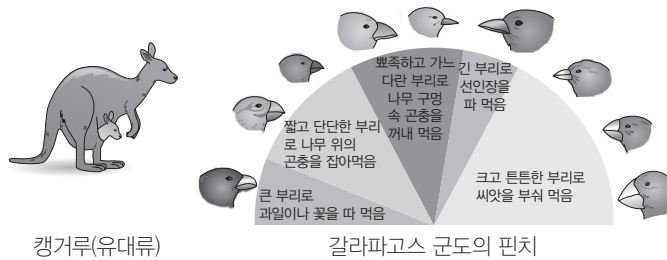 뾰족하고 가느
다란 부리로
나무 구멍
속 곤충을
꺼내 먹음
긴 부리로
선인장을
파 먹음
짧고 단단한 부리
로 나무 위의
곤충을 잡아먹음
크고 튼튼한 부리로
씨앗을 부숴 먹음
큰 부리로
과일이나 꽃을 따 먹음
캥거루(유대류)
갈라파고스 군도의 핀치